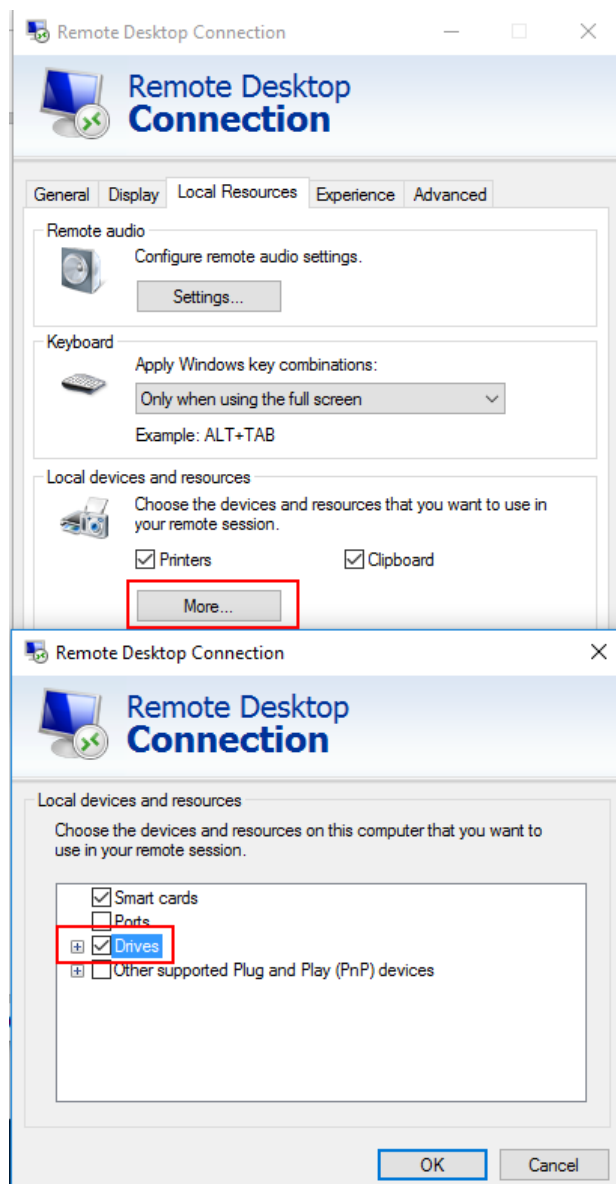 Remote Desktop Connection
Remote Desktop
Connection
General Display Local Resources Experience Advanced
Remote audio
Configure remote audio settings.
Settings...
Keyboard
Apply Windows key combinations:
Only when using the full screen
Example: ALT+TAB
Local devices and resources
Choose the devices and resources that you want to use in
your remote session.
Printers Clipboard
More...
Remote Desktop Connection
Remote Desktop
Connection
Local devices and resources
Choose the devices and resources on this computer that you want to
use in your remote session.
Smart cards
Ports
Drives
Other supported Plug and Play (PnP) devices
OK Cancel